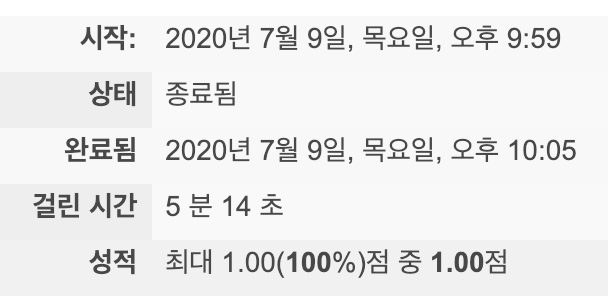 시작: 2020년 7월 9일, 목요일, 오후 9:59
상태 종료됨
완료됨 2020년 7월 9일, 목요일, 오후 10:05
걸린 시간 5 분 14 초
성적 최대 1.00(100%)점 중 1.00점